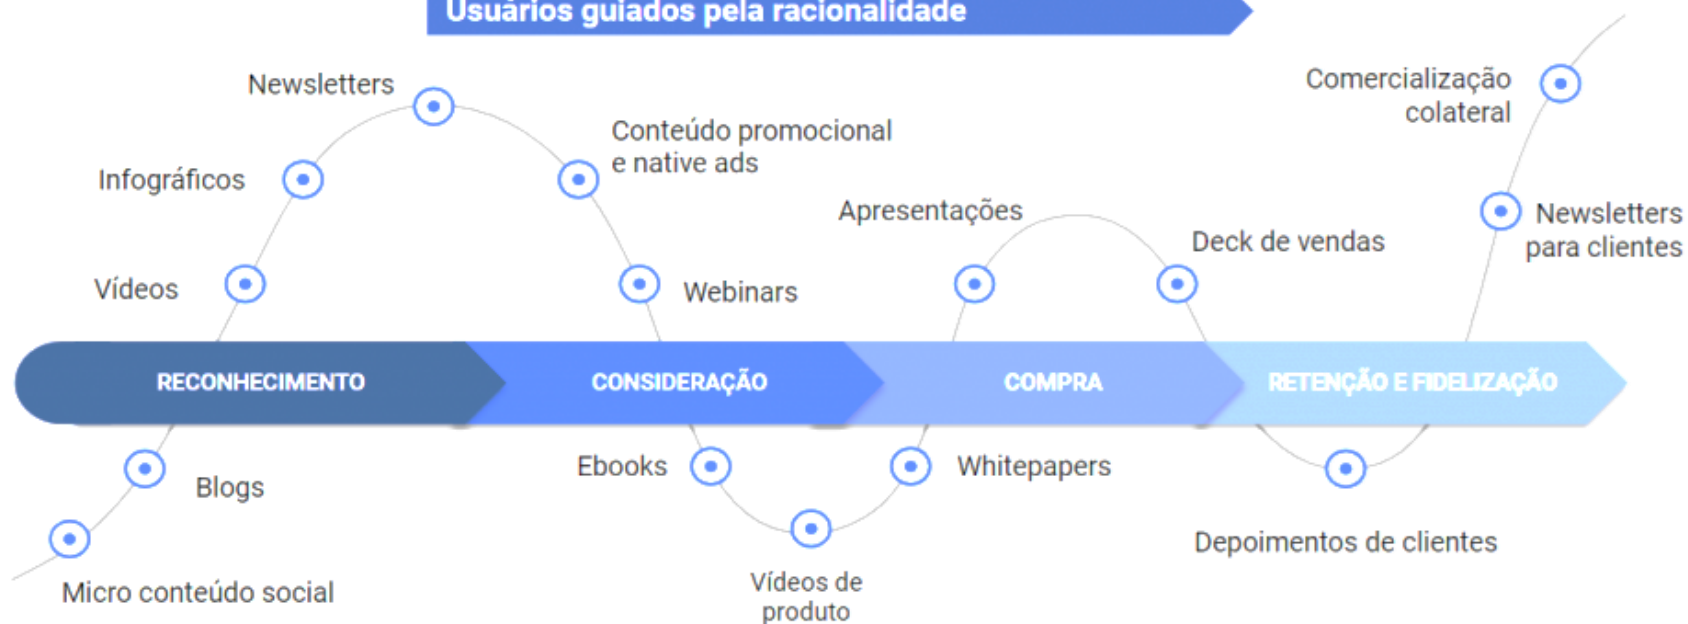 Usuários guiados pela racionalidade
Newsletters
Comercialização
colateral
Conteúdo promocional
e native ads
Infográficos
Apresentações
Newsletters
para clientes
Deck de vendas
Vídeos
Webinars
RECONHECIMENTO
CONSIDERAÇÃO
COMPRA
RETENÇÃO E FIDELIZAÇÃO
Blogs
Ebooks
Whitepapers
Depoimentos de clientes
Micro conteúdo social
Vídeos de
produto